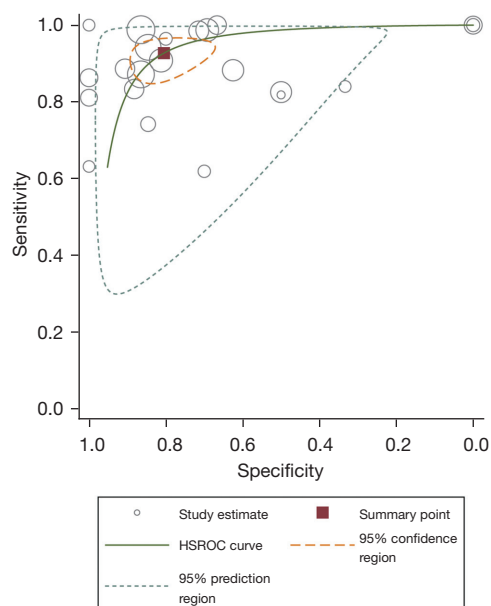 1.0
0.8
0.6
0.4
0.2
0.0
Sensitivity
1.0 0.8 0.6 0.4 0.2 0.0
Specificity
Study estimate
Summary point
HSROC curve
95% confidence
region
95% prediction
region